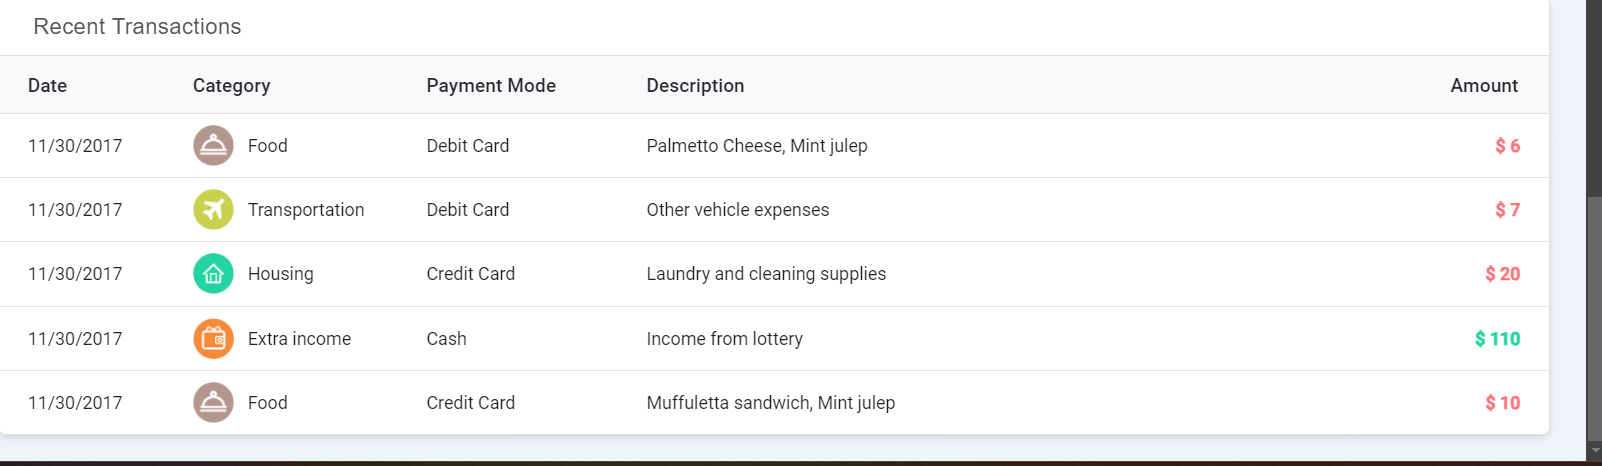 Recent Transactions
Date Category Payment Mode Description Amount
11/30/2017 Food Debit Card Palmetto Cheese, Mint julep $ 6
11/30/2017 Transportation Debit Card Other vehicle expenses $ 7
11/30/2017 Housing Credit Card Laundry and cleaning supplies $ 20
11/30/2017 Extra income Cash Income from lottery $ 110
11/30/2017 Food Credit Card Muffuletta sandwich, Mint julep $ 10